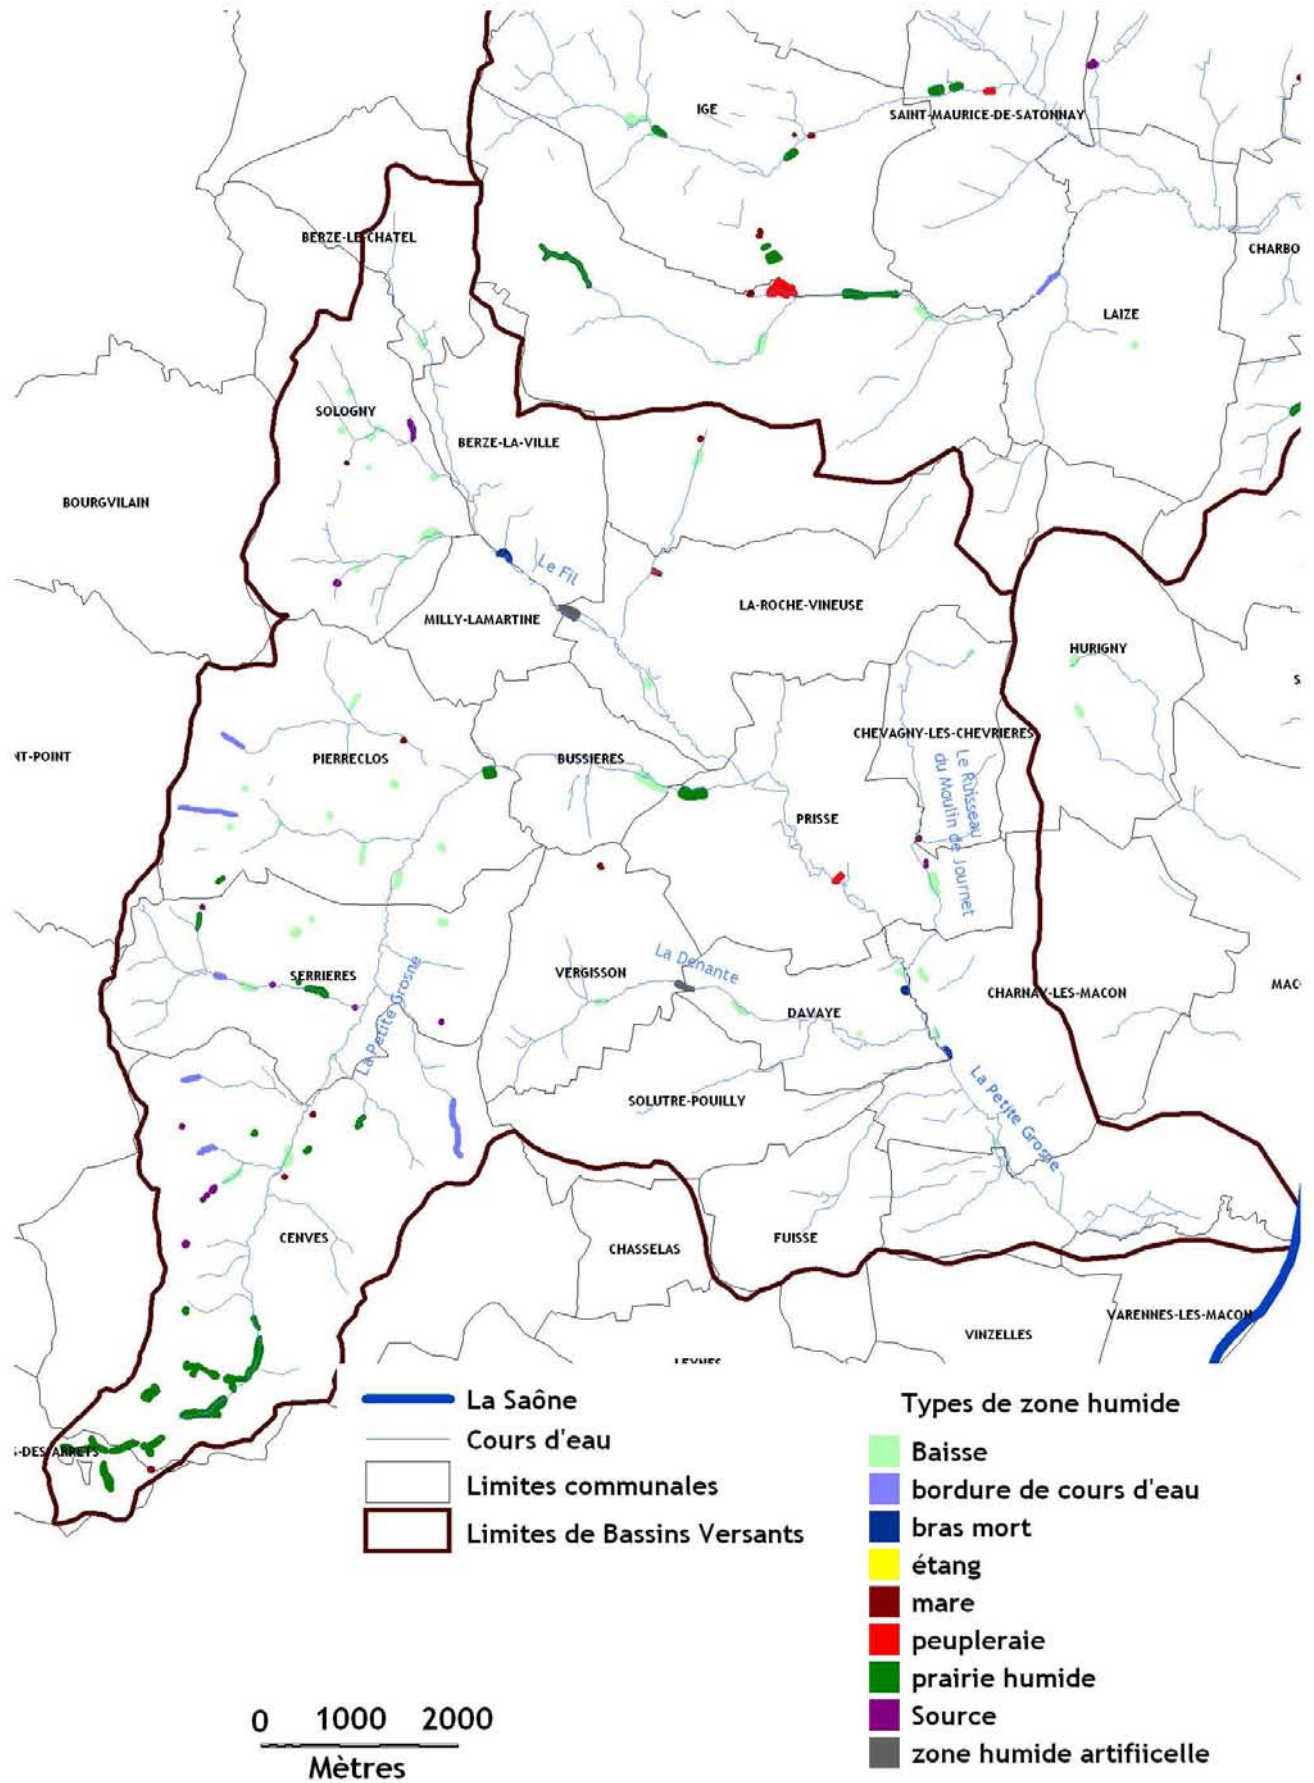 IGE
SAINT-MAURICE-DE-SATONNAY
BERZE-LE-CHATEL
CHARBO
LAIZE
SOLOGNY
BERZE-LA-VILLE
BOURGVILAIN
Le Fil
LA-ROCHE-VINEUSE
MILLY-LAMARTINE
HURIGNY
S
CHEVAGNY-LES-CHEVRIERES
NT-POINT
PIERRECLOS
BUSSIERES
Le Ruisseau
du Moulin de Journet
PRISSE
La Denante
VERGISSON
SERRIERES
La Petite Grosne
MAC
CHARNAY-LES-MACON
DAVAYE
SOLUTRE-POUILLY
La Petite Grosne
CENVES
FUISSE
CHASSELAS
VARENNES-LES-MACON
VINZELLES
LEYNES
-DES-ARRETS
La Saône
Cours d'eau
Limites communales
Limites de Bassins Versants
Types de zone humide
Baisse
bordure de cours d'eau
bras mort
étang
mare
peupleraie
prairie humide
Source
zone humide artifiicelle
0 1000 2000
Mètres